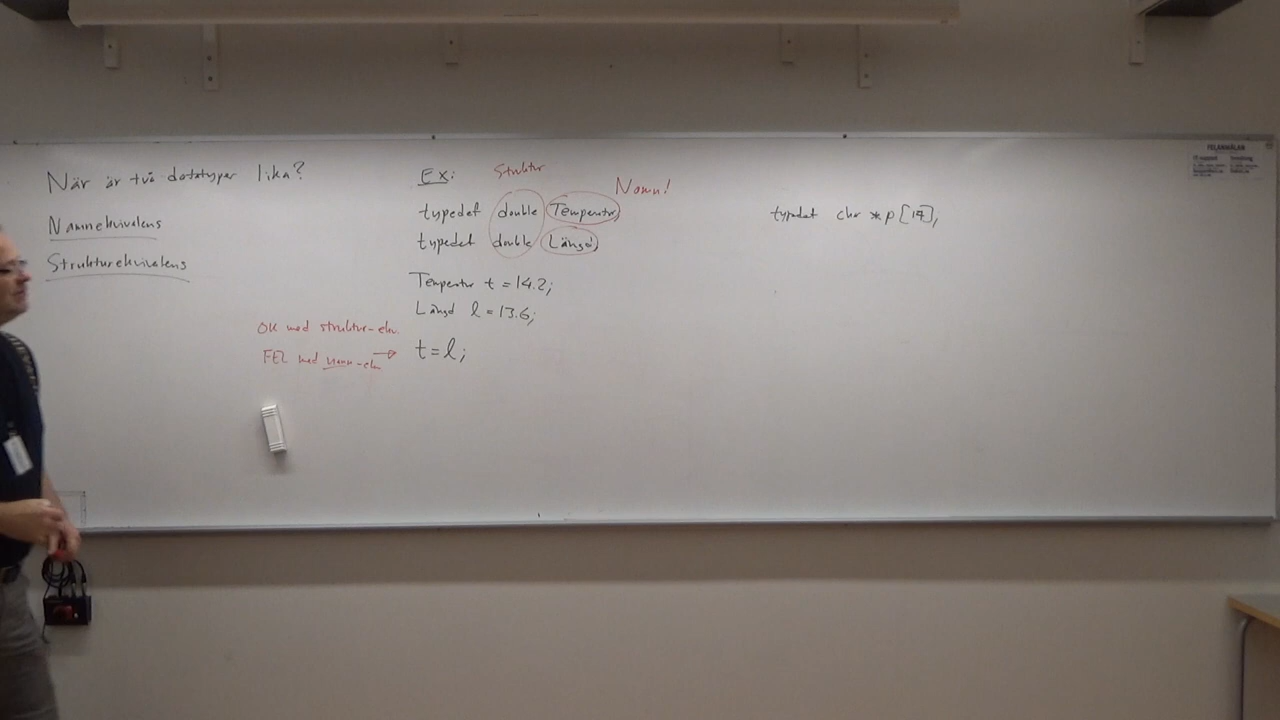 När är två datatyper lika?
Namnekvivalens
Strukturekvivalens
Ex:
Struktur
Namn!
typedef double Temperatur;
typedef double Längd;
Temperatur t = 14.2;
Längd l = 13.6;
OK med struktur-ekv.
FEL med namn-ekv →
t = l;
typedef char *p[17];
FELANMÄLAN